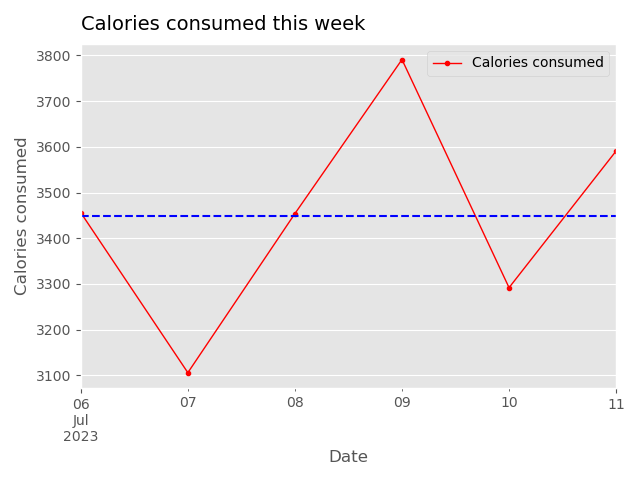 Calories consumed this week
Calories consumed
3800
3700
3600
3500
3400
3300
3200
3100
Calories consumed
06 07 08 09 10 11
Jul
2023
Date